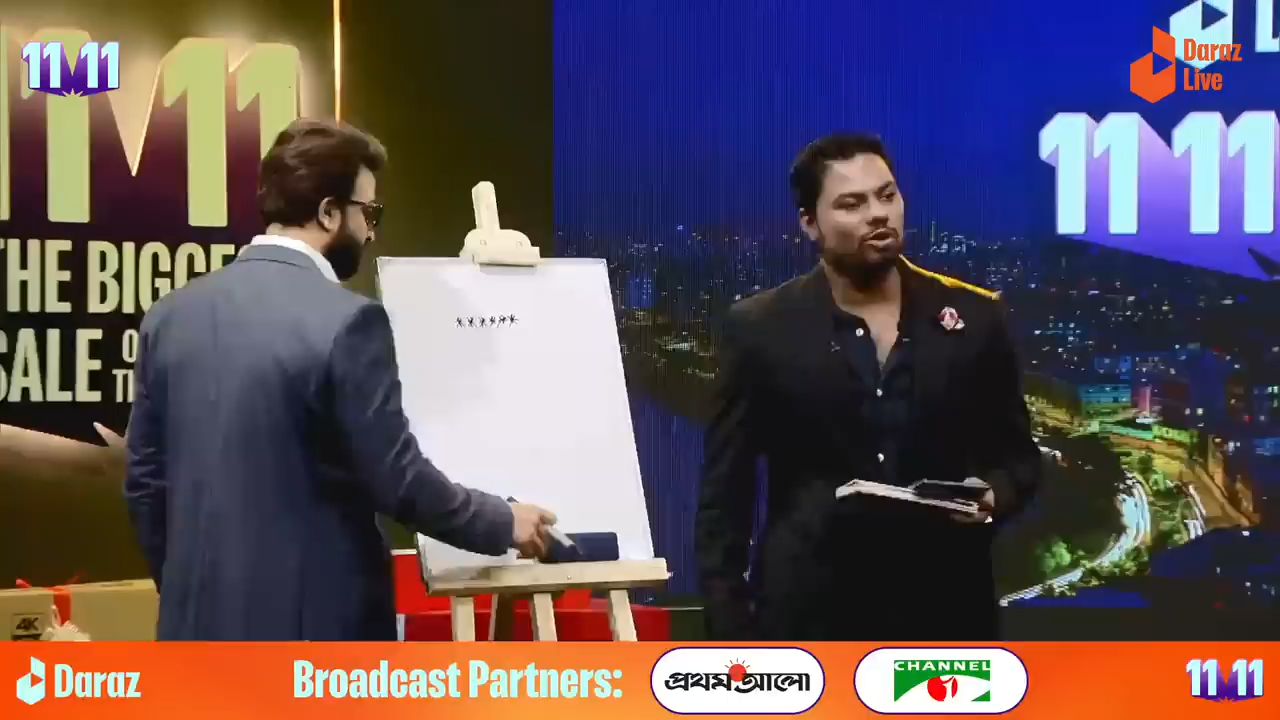 11 11
Daraz
Live
11 11
11 11
THE BIGGE
SALE
4K
******
Daraz
Broadcast Partners:
প্রথম আলো
CHANNEL
i
11 11